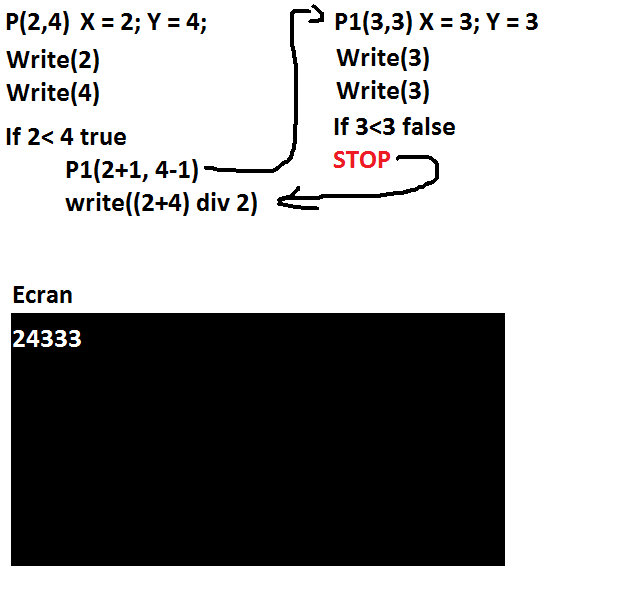 P(2,4) X = 2; Y = 4;
Write(2)
Write(4)
If 2< 4 true
P1(2+1, 4-1)
write((2+4) div 2)
P1(3,3) X = 3; Y = 3
Write(3)
Write(3)
If 3<3 false
STOP
Ecran
24333